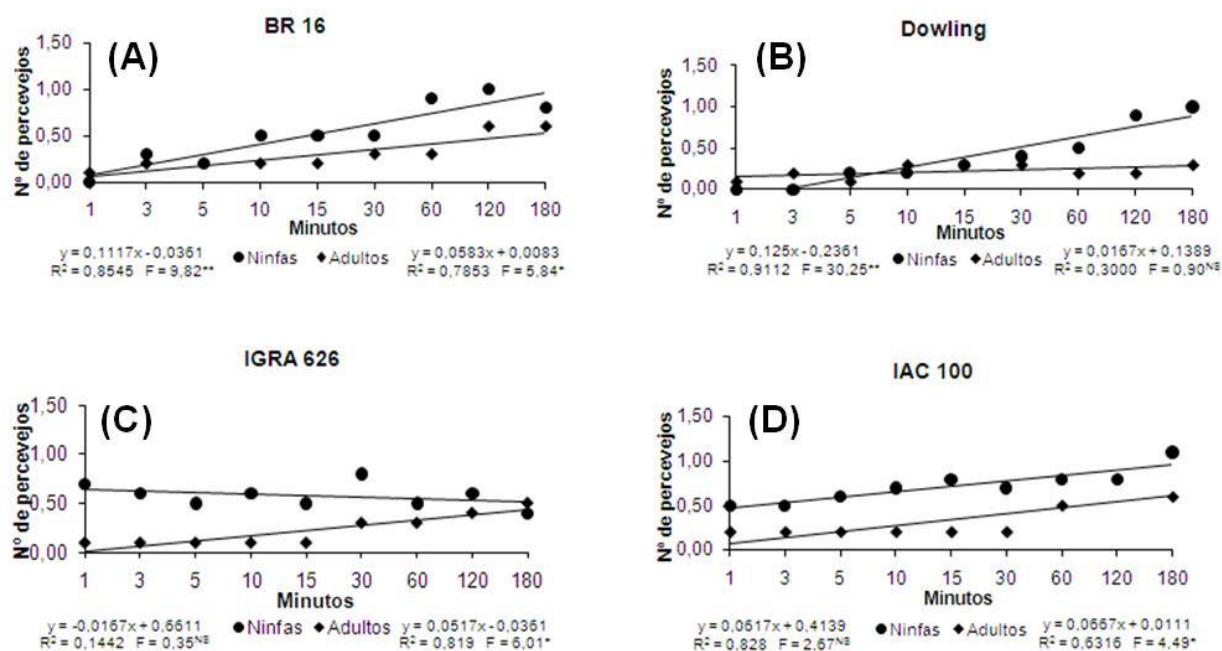 BR 16
(A)
Nº de percevejos
1,50
1,00
0,50
0,00
1 3 5 10 15 30 60 120 180
Minutos
y = 0,1117x - 0,0361 Ninfas Adultos y = 0,0583x + 0,0083
R² = 0,8545 F = 9,82** R² = 0,7853 F = 5,84*
Dowling
(B)
Nº de percevejos
1,50
1,00
0,50
0,00
1 3 5 10 15 30 60 120 180
Minutos
y = 0,125x - 0,2361 Ninfas Adultos y = 0,0167x + 0,1389
R² = 0,9112 F = 30,25** R² = 0,3000 F = 0,90NS
IGRA 626
(C)
Nº de percevejos
1,50
1,00
0,50
0,00
1 3 5 10 15 30 60 120 180
Minutos
y = -0,0167x + 0,6611 Ninfas Adultos y = 0,0517x - 0,0361
R² = 0,1442 F = 0,35NS R² = 0,819 F = 6,01*
IAC 100
(D)
Nº de percevejos
1,50
1,00
0,50
0,00
1 3 5 10 15 30 60 120 180
Minutos
y = 0,0617x + 0,4139 Ninfas Adultos y = 0,0667x + 0,0111
R² = 0,828 F = 2,67NS R² = 0,6316 F = 4,49*